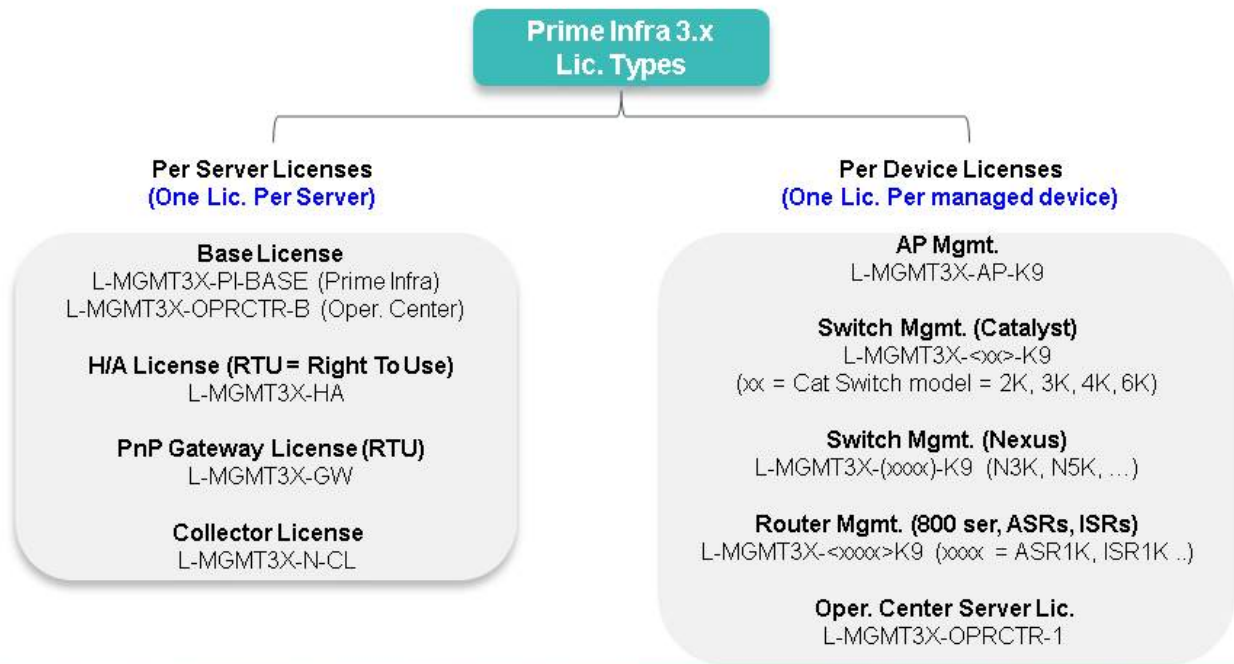 Prime Infra 3.x
Lic. Types
Per Server Licenses
(One Lic. Per Server)
Base License
L-MGMT3X-PI-BASE (Prime Infra)
L-MGMT3X-OPRCTR-B (Oper. Center)
H/A License (RTU = Right To Use)
L-MGMT3X-HA
PnP Gateway License (RTU)
L-MGMT3X-GW
Collector License
L-MGMT3X-N-CL
Per Device Licenses
(One Lic. Per managed device)
AP Mgmt.
L-MGMT3X-AP-K9
Switch Mgmt. (Catalyst)
L-MGMT3X-<xx>-K9
(xx = Cat Switch model = 2K, 3K, 4K, 6K)
Switch Mgmt. (Nexus)
L-MGMT3X-(xxxx)-K9 (N3K, N5K, ...)
Router Mgmt. (800 ser, ASRs, ISRs)
L-MGMT3X-<xxxx>K9 (xxxx = ASR1K, ISR1K ..)
Oper. Center Server Lic.
L-MGMT3X-OPRCTR-1